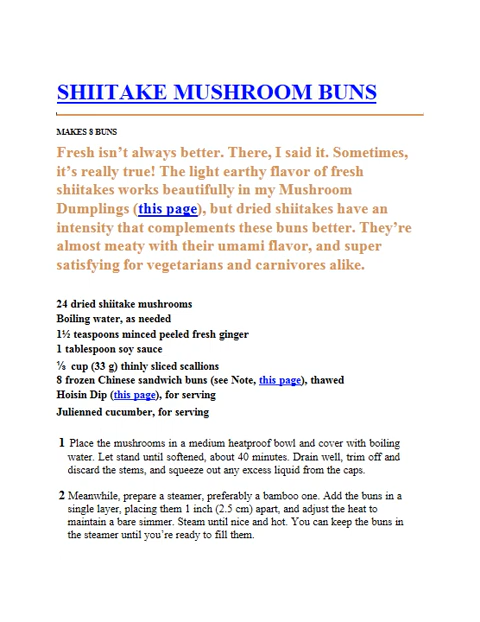 SHIITAKE MUSHROOM BUNS
MAKES 8 BUNS
Fresh isn’t always better. There, I said it. Sometimes,
it’s really true! The light earthy flavor of fresh
shiitakes works beautifully in my Mushroom
Dumplings (this page), but dried shiitakes have an
intensity that complements these buns better. They’re
almost meaty with their umami flavor, and super
satisfying for vegetarians and carnivores alike.
24 dried shiitake mushrooms
Boiling water, as needed
1½ teaspoons minced peeled fresh ginger
1 tablespoon soy sauce
cup (33 g) thinly sliced scallions
8 frozen Chinese sandwich buns (see Note, this page), thawed
Hoisin Dip (this page), for serving
Julienned cucumber, for serving
1 Place the mushrooms in a medium heatproof bowl and cover with boiling
water. Let stand until softened, about 40 minutes. Drain well, trim off and
discard the stems, and squeeze out any excess liquid from the caps.
2 Meanwhile, prepare a steamer, preferably a bamboo one. Add the buns in a
single layer, placing them 1 inch (2.5 cm) apart, and adjust the heat to
maintain a bare simmer. Steam until nice and hot. You can keep the buns in
the steamer until you’re ready to fill them.